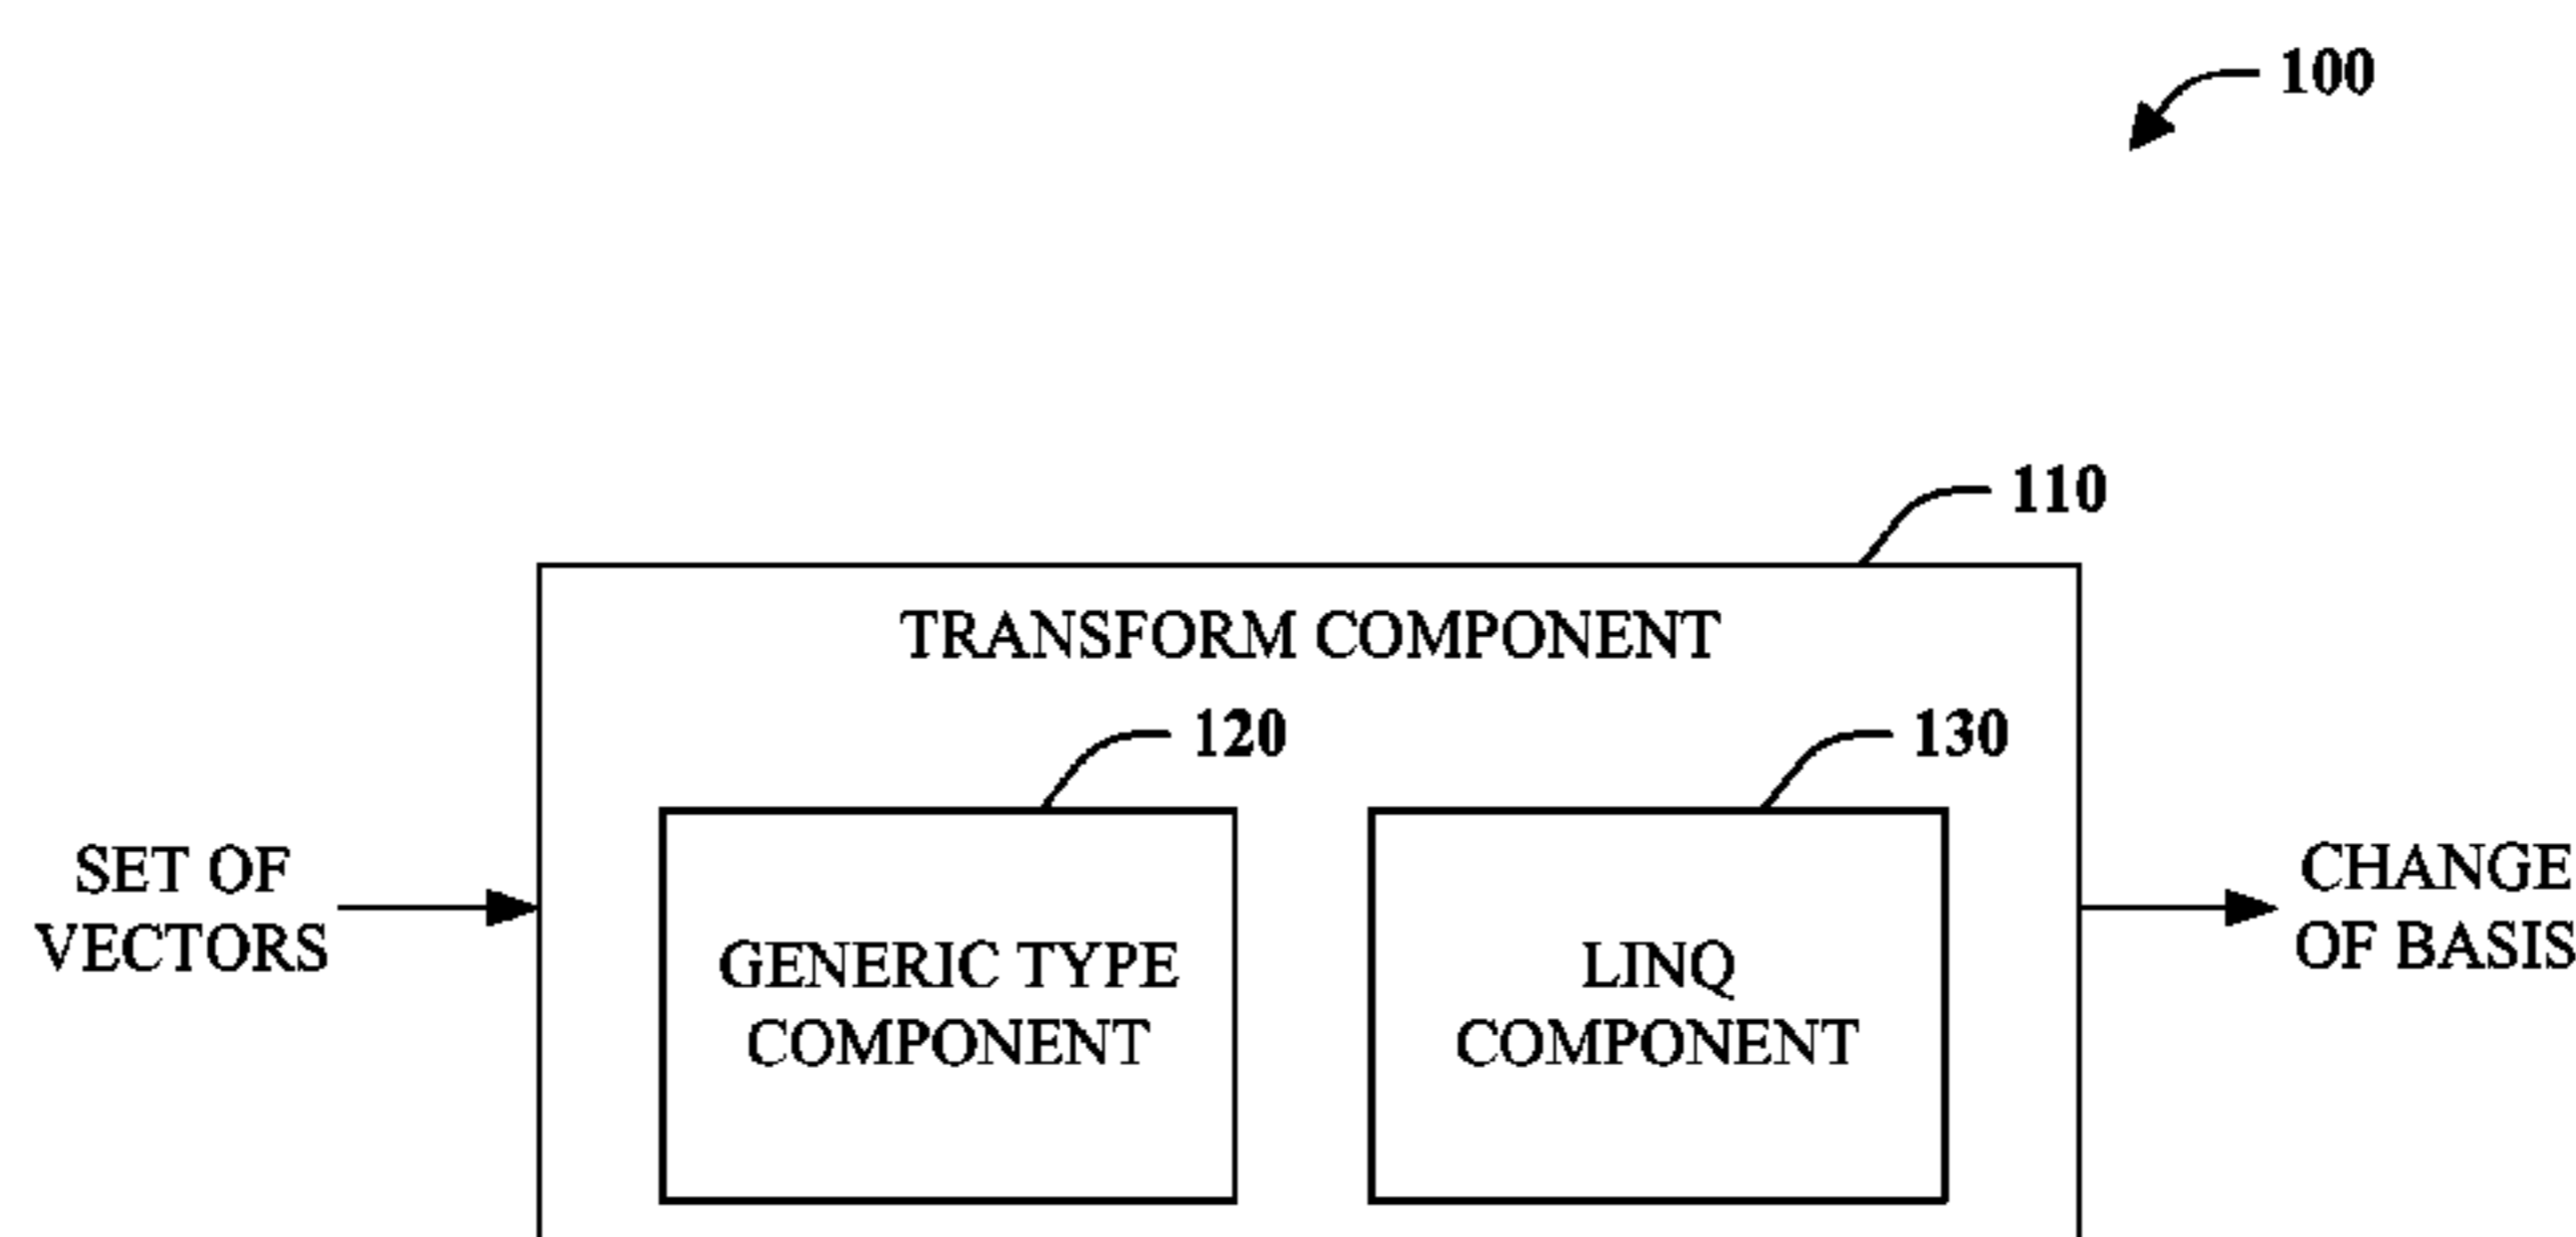 100
110
TRANSFORM COMPONENT
120
130
SET OF
VECTORS
GENERIC TYPE
COMPONENT
LINQ
COMPONENT
CHANGE
OF BASIS